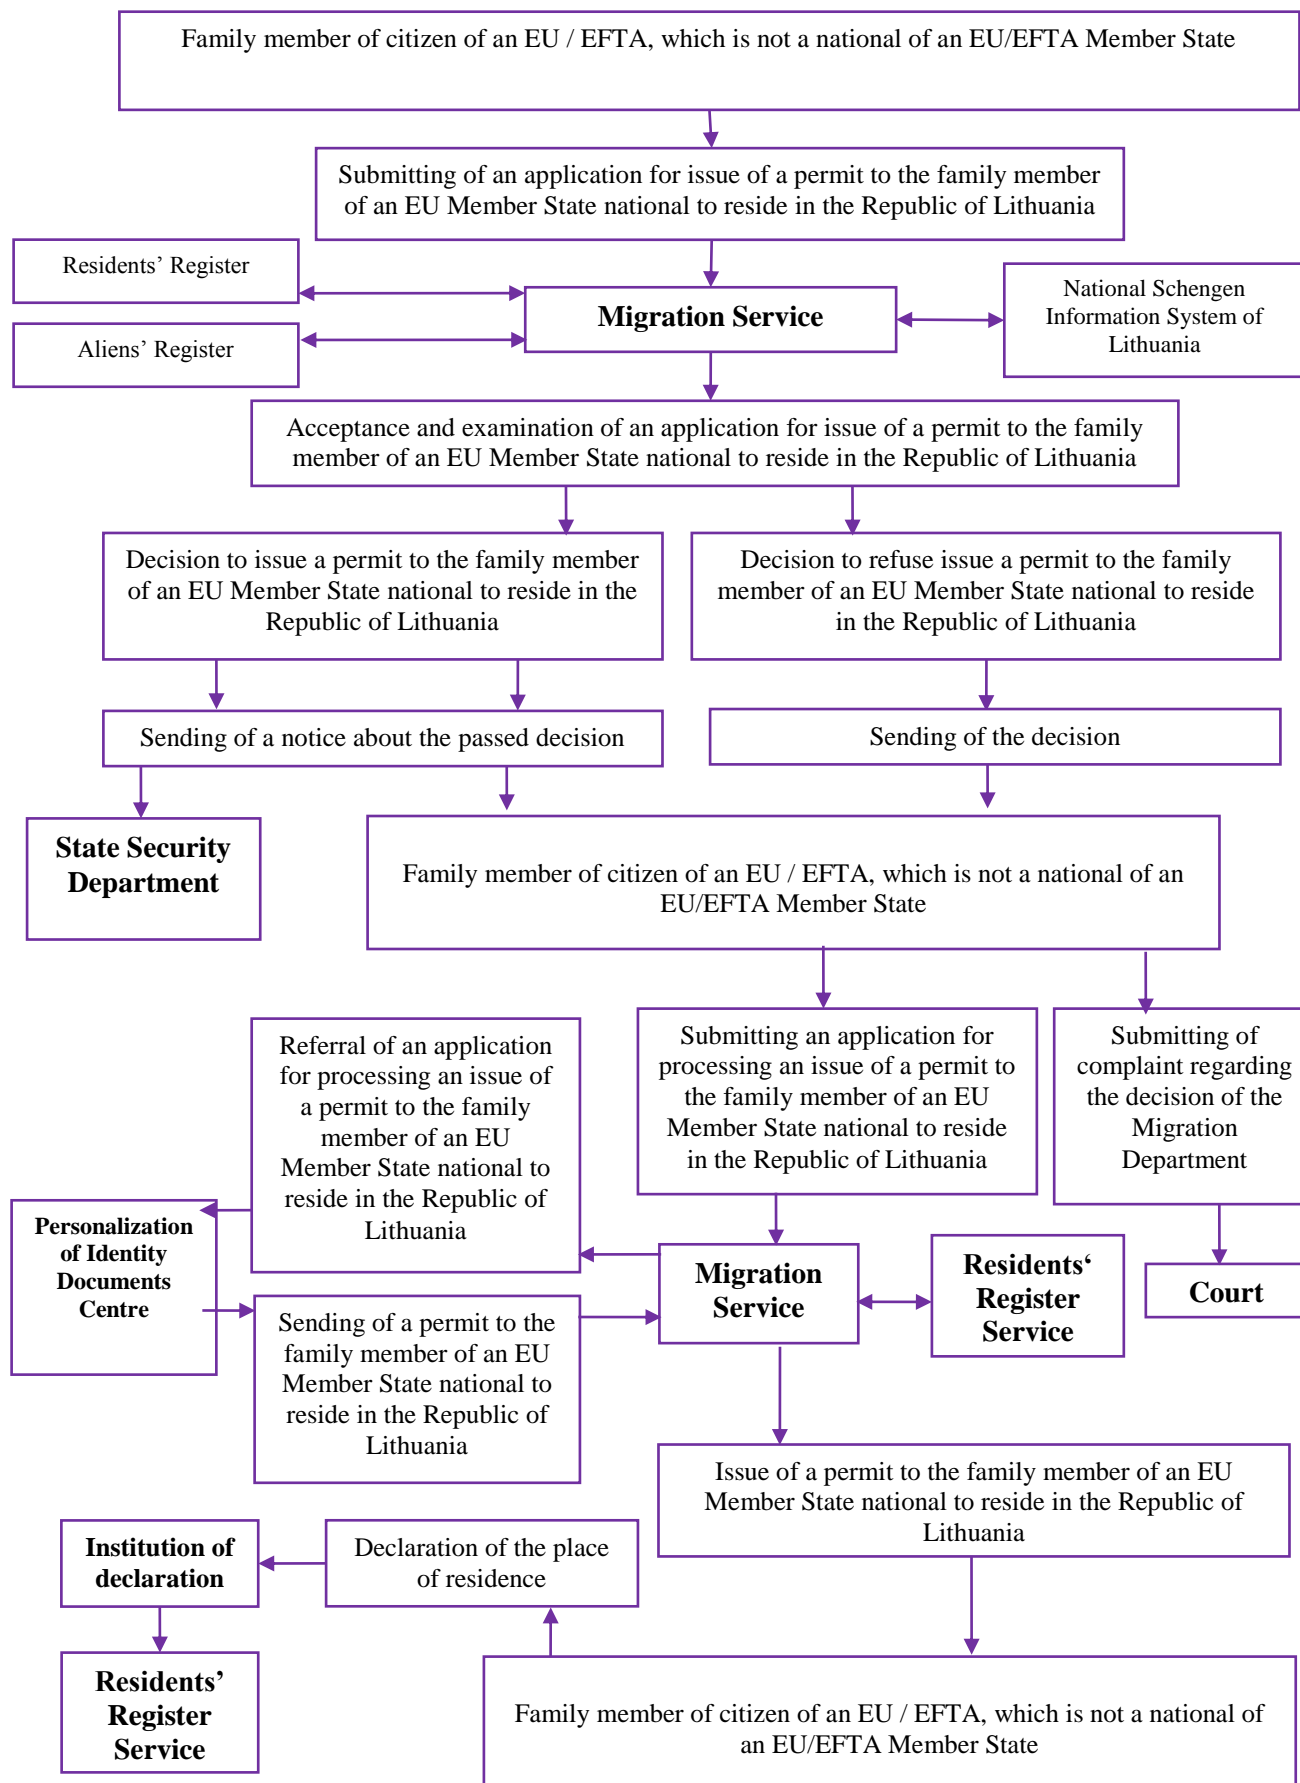 Family member of citizen of an EU / EFTA, which is not a national of an EU/EFTA Member State
Submitting of an application for issue of a permit to the family member
of an EU Member State national to reside in the Republic of Lithuania
Residents’ Register
Aliens’ Register
Migration Service
National Schengen
Information System of
Lithuania
Acceptance and examination of an application for issue of a permit to the family
member of an EU Member State national to reside in the Republic of Lithuania
Decision to issue a permit to the family member
of an EU Member State national to reside in the
Republic of Lithuania
Decision to refuse issue a permit to the family
member of an EU Member State national to reside
in the Republic of Lithuania
Sending of a notice about the passed decision
Sending of the decision
State Security
Department
Family member of citizen of an EU / EFTA, which is not a national of an
EU/EFTA Member State
Referral of an application
for processing an issue of
a permit to the family
member of an EU
Member State national to
reside in the Republic of
Lithuania
Submitting an application for
processing an issue of a permit to
the family member of an EU
Member State national to reside
in the Republic of Lithuania
Submitting of
complaint regarding
the decision of the
Migration
Department
Personalization
of Identity
Documents
Centre
Migration
Service
Residents‘
Register
Service
Court
Sending of a permit to the
family member of an EU
Member State national to
reside in the Republic of
Lithuania
Issue of a permit to the family member of an EU
Member State national to reside in the Republic of
Lithuania
Institution of
declaration
Declaration of the place
of residence
Residents’
Register
Service
Family member of citizen of an EU / EFTA, which is not a national of
an EU/EFTA Member State